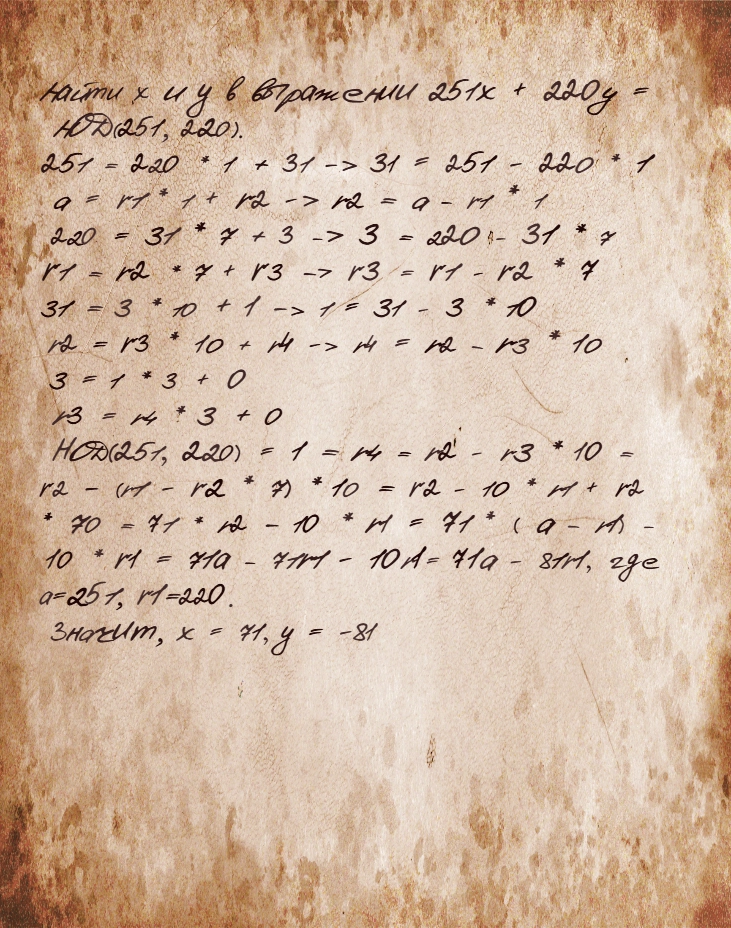 Найти х и у в выражении 251х + 220у =
НОД(251, 220).
251 = 220 * 1 + 31 -> 31 = 251 - 220 * 1
a = r1 * 1 + r2 -> r2 = a - r1 * 1
220 = 31 * 7 + 3 -> 3 = 220 - 31 * 7
r1 = r2 * 7 + r3 -> r3 = r1 - r2 * 7
31 = 3 * 10 + 1 -> 1 = 31 - 3 * 10
r2 = r3 * 10 + r4 -> r4 = r2 - r3 * 10
3 = 1 * 3 + 0
r3 = r4 * 3 + 0
НОД(251, 220) = 1 = r4 = r2 - r3 * 10 =
r2 - (r1 - r2 * 7) * 10 = r2 - 10 * r1 + r2
* 70 = 71 * r2 - 10 * r1 = 71 * ( a - r1) -
10 * r1 = 71a - 71r1 - 10r1 = 71a - 81r1, где
a=251, r1=220.
Значит, х = 71, у = -81